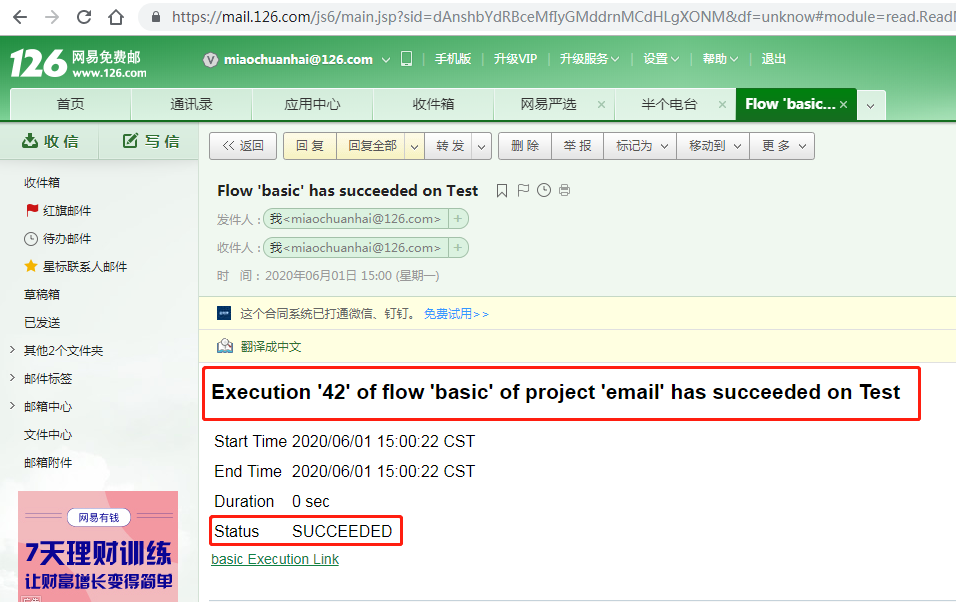 https://mail.126.com/js6/main.jsp?sid=dAnshbYdRBceMfIyGMddrnMCdHLgXONM&df=unknow#module=read.ReadM
126 网易免费邮 www.126.com
miaochuanhai@126.com 手机版 升级VIP 升级服务 设置 帮助 退出
首页 通讯录 应用中心 收件箱 网易严选 × 半个电台 × Flow 'basic... ×
收 信 写 信
<< 返回 回 复 回复全部 转 发 删 除 举 报 标记为 移动到 更 多
收件箱
红旗邮件
待办邮件
星标联系人邮件
草稿箱
已发送
其他2个文件夹
邮件标签
邮箱中心
文件中心
邮箱附件
网易有钱
7天理财训练
让财富增长变得简单
广告
Flow 'basic' has succeeded on Test
发件人：我<miaochuanhai@126.com> +
收件人：我<miaochuanhai@126.com> +
时 间：2020年06月01日 15:00 (星期一)
这个合同系统已打通微信、钉钉。 免费试用>>
翻译成中文
Execution '42' of flow 'basic' of project 'email' has succeeded on Test
Start Time 2020/06/01 15:00:22 CST
End Time 2020/06/01 15:00:22 CST
Duration 0 sec
Status SUCCEEDED
basic Execution Link